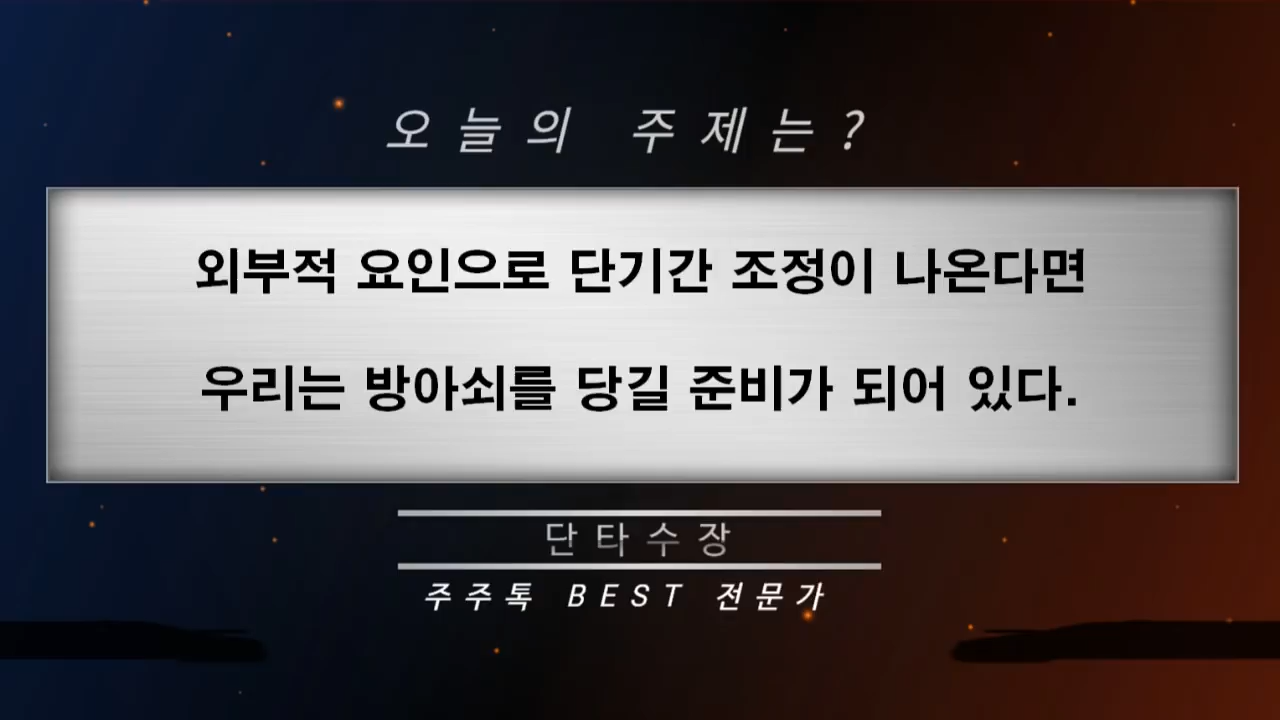 오늘의 주제는?
외부적 요인으로 단기간 조정이 나온다면
우리는 방아쇠를 당길 준비가 되어 있다.
단타수장
주주톡 BEST 전문가